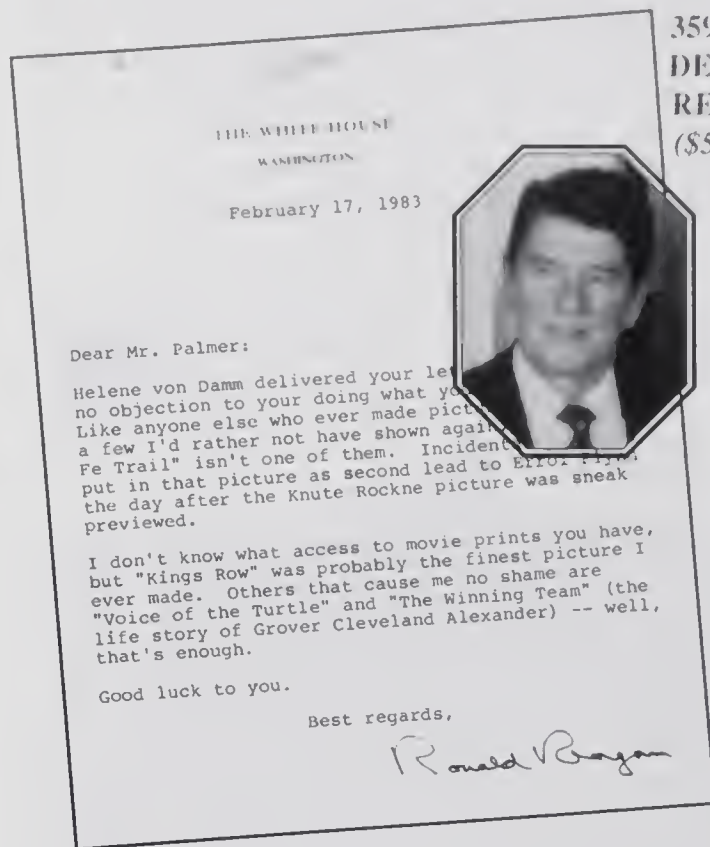 359
DE
RE
($5
THE WHITE HOUSE
WASHINGTON
February 17, 1983
Dear Mr. Palmer:
Helene von Damm delivered your le
no objection to your doing what yo
Like anyone else who ever made pict
a few I'd rather not have shown agai
Fe Trail" isn't one of them. Incident
put in that picture as second lead to Errol Flynn
the day after the Knute Rockne picture was sneak
previewed.
I don't know what access to movie prints you have,
but "Kings Row" was probably the finest picture I
ever made. Others that cause me no shame are
"Voice of the Turtle" and "The Winning Team" (the
life story of Grover Cleveland Alexander) -- well,
that's enough.
Good luck to you.
Best regards,
Ronald Reagan